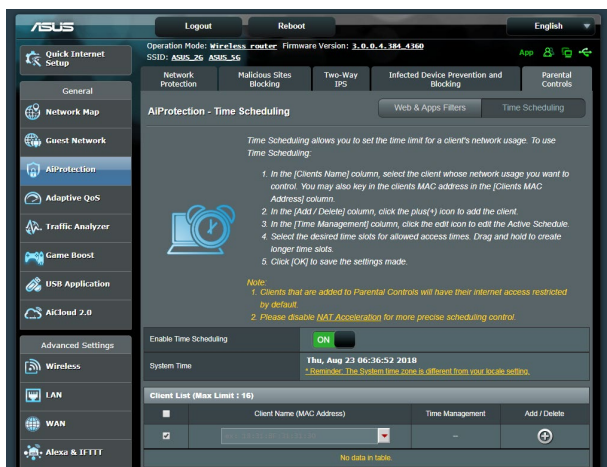 ASUS
Logout
Reboot
English
Quick Internet
Setup
Operation Mode: Wireless router Firmware Version: 3.0.0.4.384_4360
SSID: ASUS_2G ASUS_5G
App
General
Network Map
Guest Network
AiProtection
Adaptive QoS
Traffic Analyzer
Game Boost
USB Application
AiCloud 2.0
Advanced Settings
Wireless
LAN
WAN
Alexa & IFTTT
Network
Protection
Malicious Sites
Blocking
Two-Way
IPS
Infected Device Prevention and
Blocking
Parental
Controls
AiProtection - Time Scheduling
Web & Apps Filters
Time Scheduling
Time Scheduling allows you to set the time limit for a client's network usage. To use
Time Scheduling:
1. In the [Clients Name] column, select the client whose network usage you want to
control. You may also key in the clients MAC address in the [Clients MAC
Address] column.
2. In the [Add / Delete] column, click the plus(+) icon to add the client.
3. In the [Time Management] column, click the edit icon to edit the Active Schedule.
4. Select the desired time slots for allowed access times. Drag and hold to create
longer time slots.
5. Click [OK] to save the settings made.
Note:
1. Clients that are added to Parental Controls will have their internet access restricted
by default.
2. Please disable NAT Acceleration for more precise scheduling control.
Enable Time Scheduling
ON
System Time
Thu, Aug 23 06:36:52 2018
* Reminder: The System time zone is different from your locale setting.
Client List (Max Limit : 16)
Client Name (MAC Address)
Time Management
Add / Delete
--
No data in table.